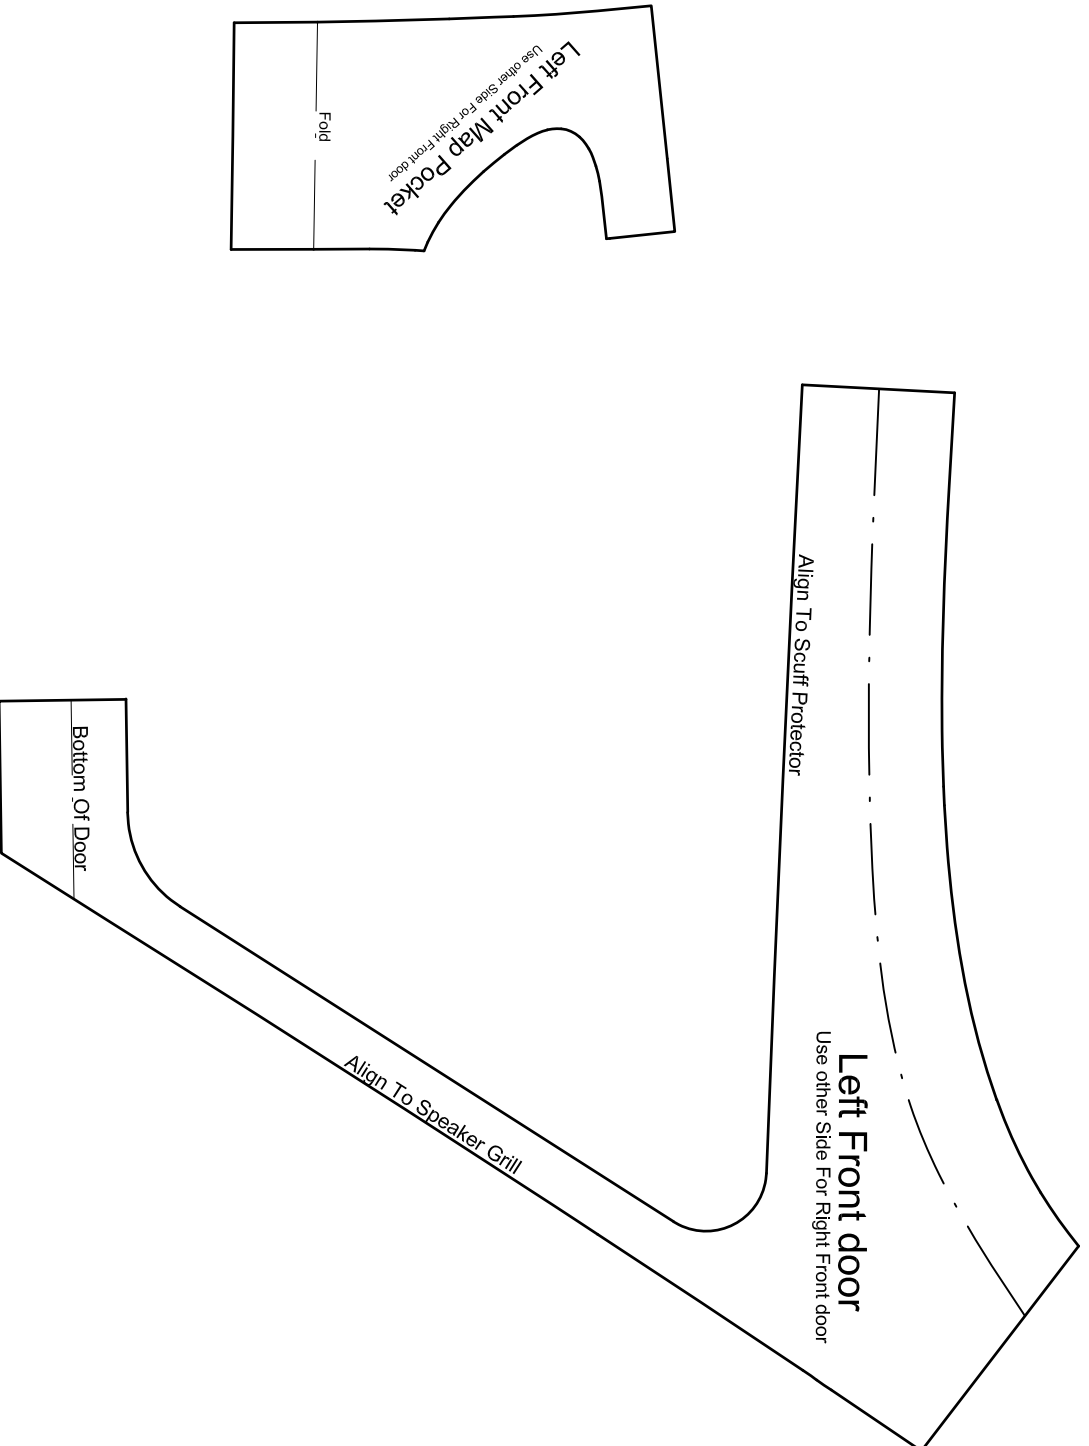 Left Front Map Pocket
Use other Side For Right Front door
Fold
Align To Scuff Protector
Bottom Of Door
Left Front door
Use other Side For Right Front door
Align To Speaker Grill